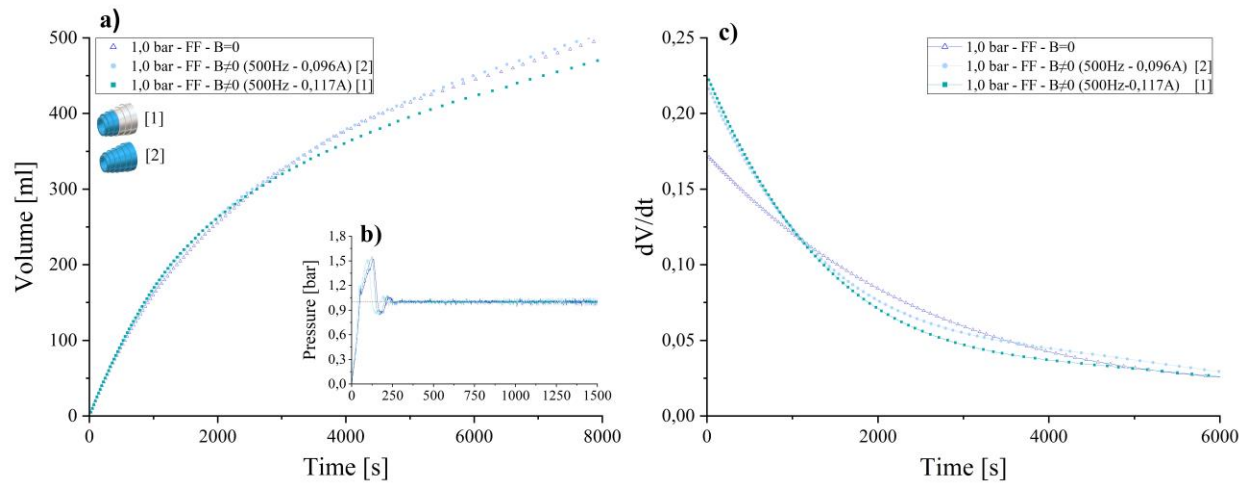 a)
500
400
300
200
100
0
Volume [ml]
1,0 bar - FF - B=0
1,0 bar - FF - B≠0 (500Hz - 0,096A) [2]
1,0 bar - FF - B≠0 (500Hz - 0,117A) [1]
[1]
[2]
b)
1,8
1,5
1,2
0,9
0,6
0,3
0,0
Pressure [bar]
0 250 500 750 1000 1250 1500
0 2000 4000 6000 8000
Time [s]
c)
0,25
0,20
0,15
0,10
0,05
0,00
dV/dt
1,0 bar - FF - B=0
1,0 bar - FF - B≠0 (500Hz - 0,096A) [2]
1,0 bar - FF - B≠0 (500Hz-0,117A) [1]
0 2000 4000 6000
Time [s]